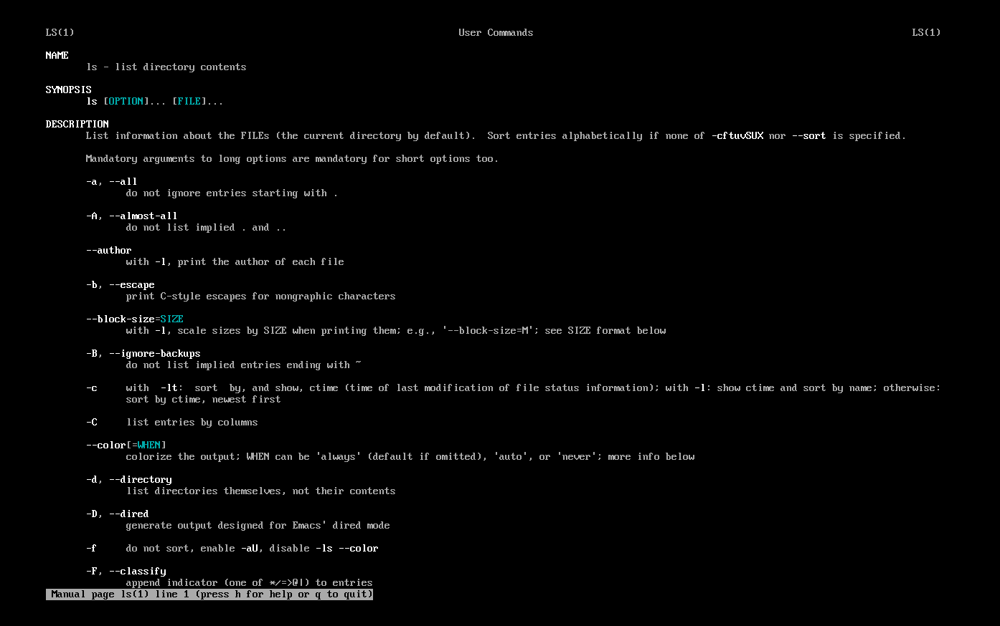 LS(1) User Commands LS(1)
NAME
ls - list directory contents
SYNOPSIS
ls [OPTION]... [FILE]...
DESCRIPTION
List information about the FILEs (the current directory by default).  Sort entries alphabetically if none of -cftuvSUX nor --sort is specified.
Mandatory arguments to long options are mandatory for short options too.
-a, --all
do not ignore entries starting with .
-A, --almost-all
do not list implied . and ..
--author
with -l, print the author of each file
-b, --escape
print C-style escapes for nongraphic characters
--block-size=SIZE
with -l, scale sizes by SIZE when printing them; e.g., '--block-size=M'; see SIZE format below
-B, --ignore-backups
do not list implied entries ending with ~
-c     with  -lt:  sort  by, and show, ctime (time of last modification of file status information); with -l: show ctime and sort by name; otherwise:
sort by ctime, newest first
-C     list entries by columns
--color[=WHEN]
colorize the output; WHEN can be 'always' (default if omitted), 'auto', or 'never'; more info below
-d, --directory
list directories themselves, not their contents
-D, --dired
generate output designed for Emacs' dired mode
-f     do not sort, enable -aU, disable -ls --color
-F, --classify
append indicator (one of */=>@|) to entries
Manual page ls(1) line 1 (press h for help or q to quit)